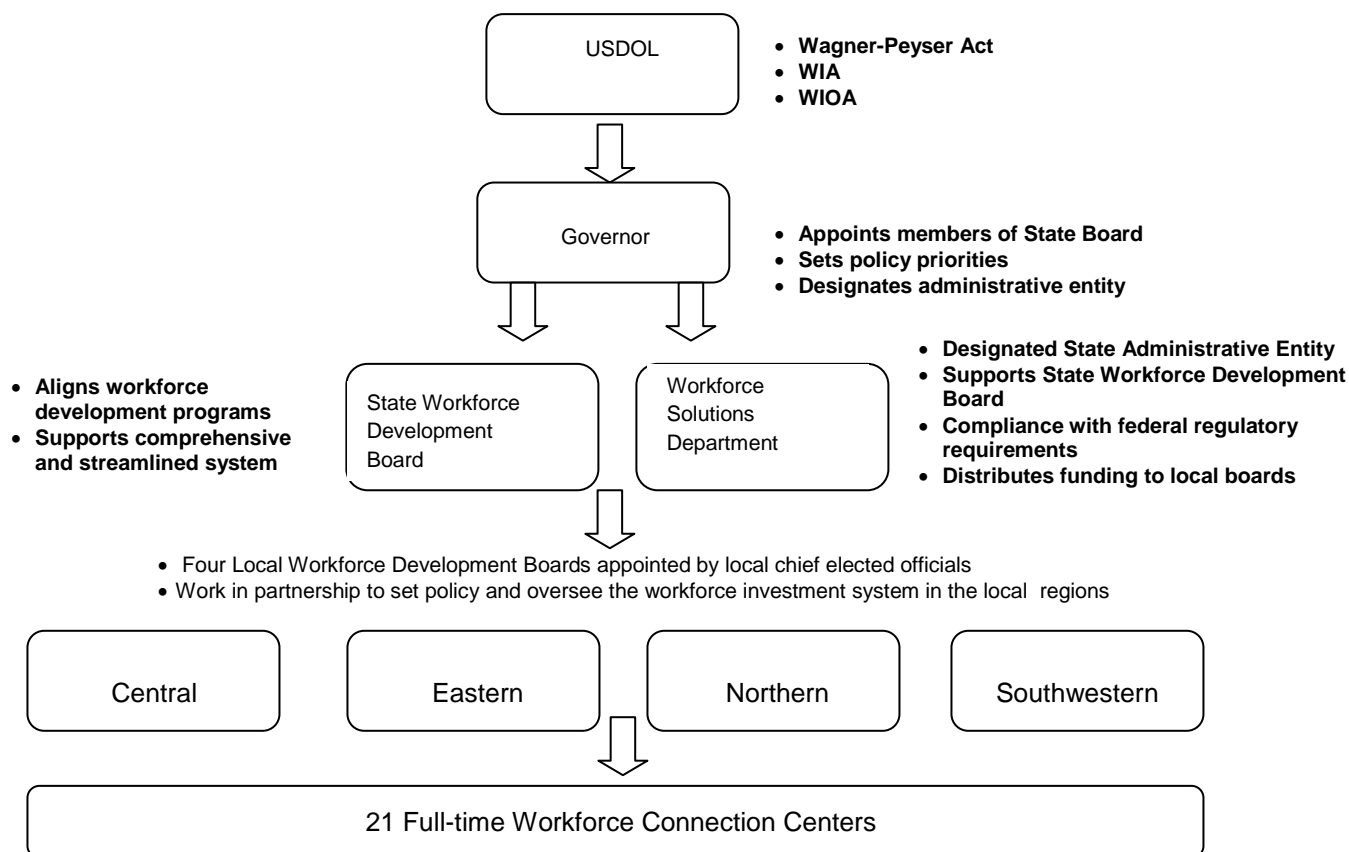 USDOL
• Wagner-Peyser Act
• WIA
• WIOA
Governor
• Appoints members of State Board
• Sets policy priorities
• Designates administrative entity
• Aligns workforce
development programs
• Supports comprehensive
and streamlined system
State Workforce
Development
Board
Workforce
Solutions
Department
• Designated State Administrative Entity
• Supports State Workforce Development
Board
• Compliance with federal regulatory
requirements
• Distributes funding to local boards
• Four Local Workforce Development Boards appointed by local chief elected officials
• Work in partnership to set policy and oversee the workforce investment system in the local regions
Central
Eastern
Northern
Southwestern
21 Full-time Workforce Connection Centers